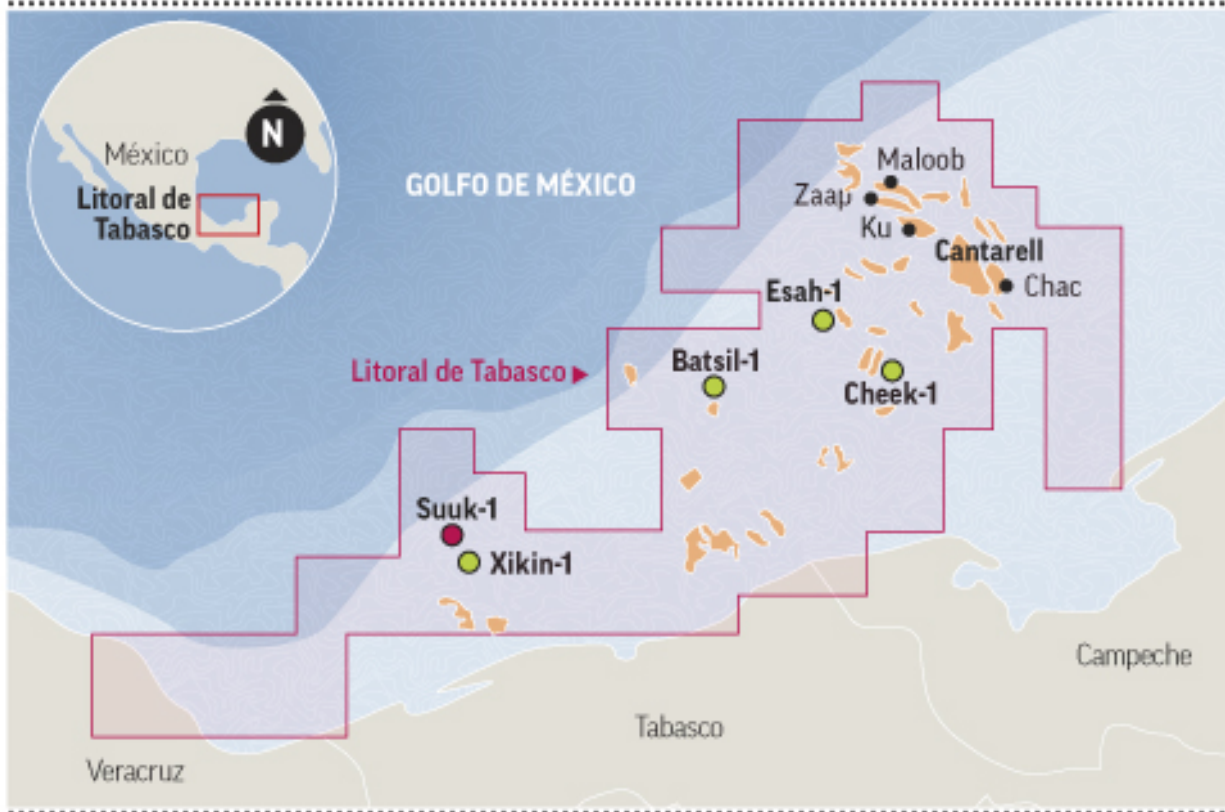 N
México
Litoral de
Tabasco
GOLFO DE MÉXICO
Maloob
Zaap
Ku
Cantarell
Chac
Esah-1
Litoral de Tabasco ▶
Batsil-1
Cheek-1
Suuk-1
Xikin-1
Campeche
Tabasco
Veracruz